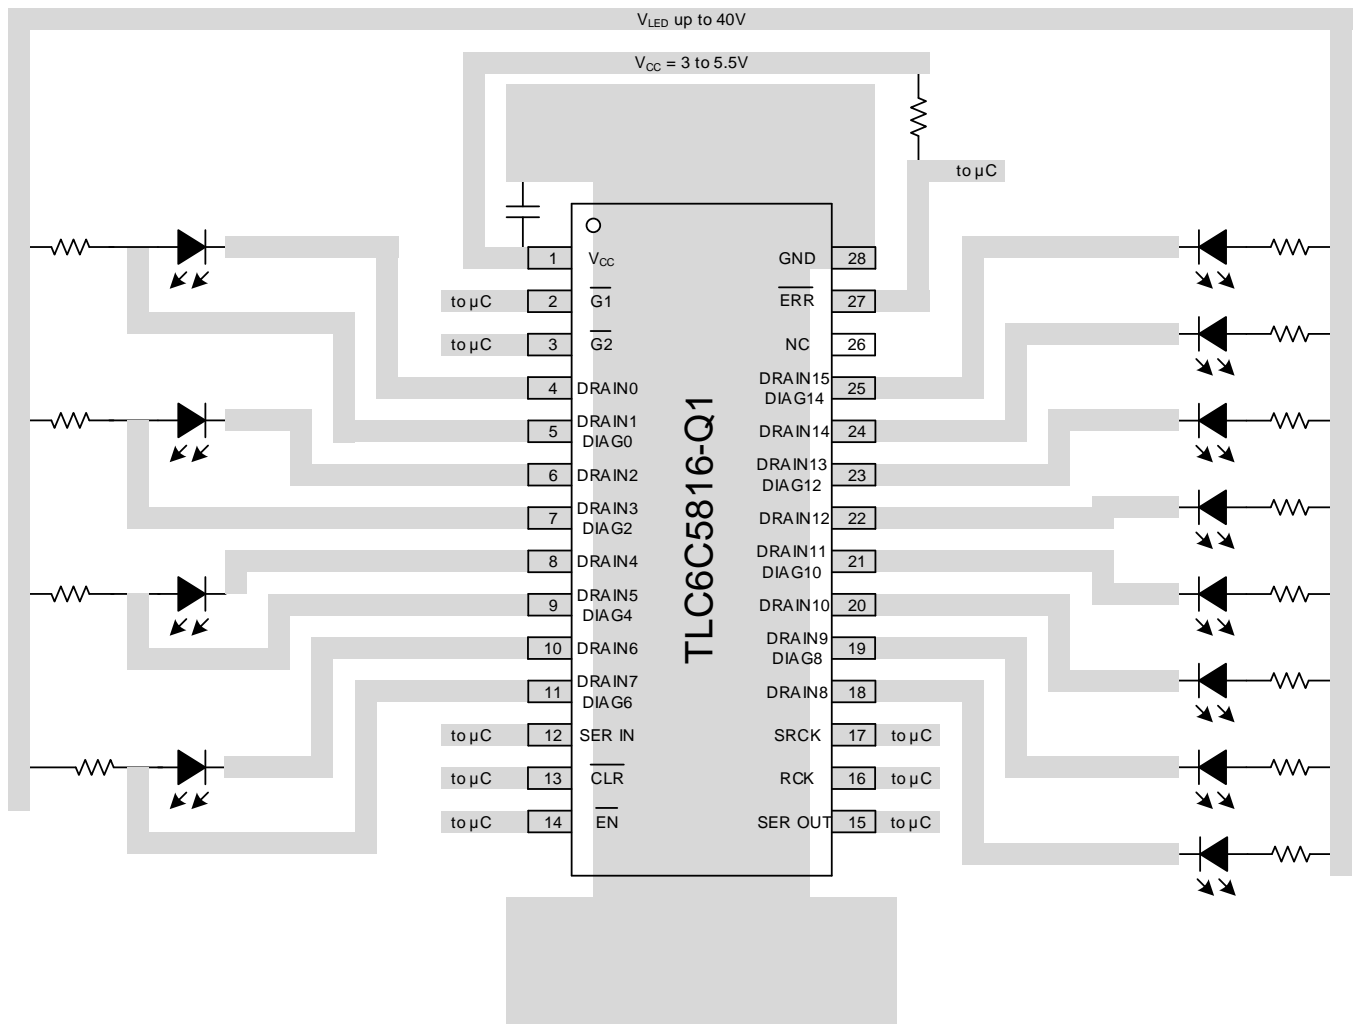 VLED up to 40V
VCC = 3 to 5.5V
to µC
1 VCC GND 28
to µC 2 G1 ERR 27
to µC 3 G2 NC 26
4 DRAIN0 DRAIN15 DIAG14 25
5 DRAIN1 DIAG0 DRAIN14 24
6 DRAIN2 DRAIN13 DIAG12 23
7 DRAIN3 DIAG2 DRAIN12 22
8 DRAIN4 DRAIN11 DIAG10 21
9 DRAIN5 DIAG4 DRAIN10 20
10 DRAIN6 DRAIN9 DIAG8 19
11 DRAIN7 DIAG6 DRAIN8 18
to µC 12 SER IN SRCK 17 to µC
to µC 13 CLR RCK 16 to µC
to µC 14 EN SER OUT 15 to µC
TLC6C5816-Q1